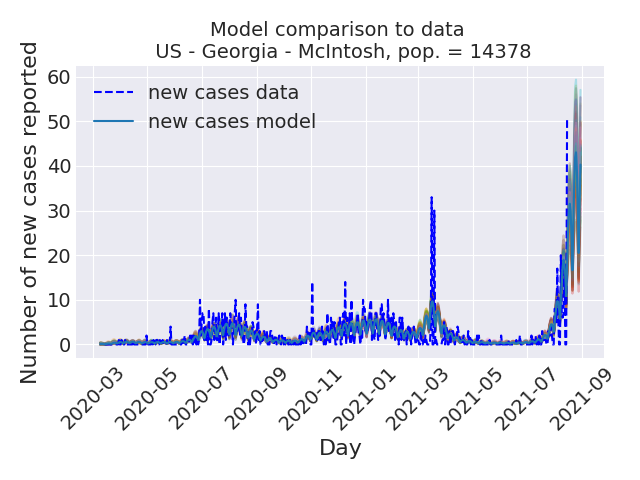 Model comparison to data
US - Georgia - McIntosh, pop. = 14378
Number of new cases reported
60
50
40
30
20
10
0
new cases data
new cases model
2020-03
2020-05
2020-07
2020-09
2020-11
2021-01
2021-03
2021-05
2021-07
2021-09
Day